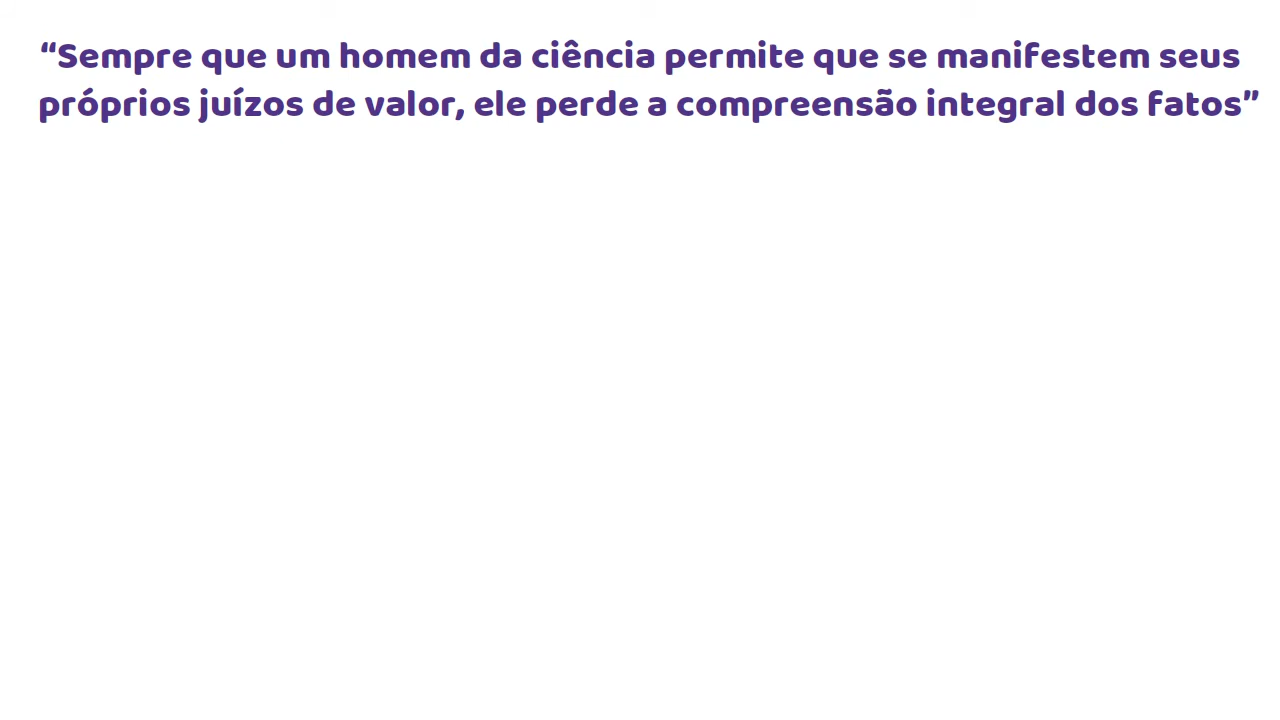 “Sempre que um homem da ciência permite que se manifestem seus
próprios juízos de valor, ele perde a compreensão integral dos fatos”